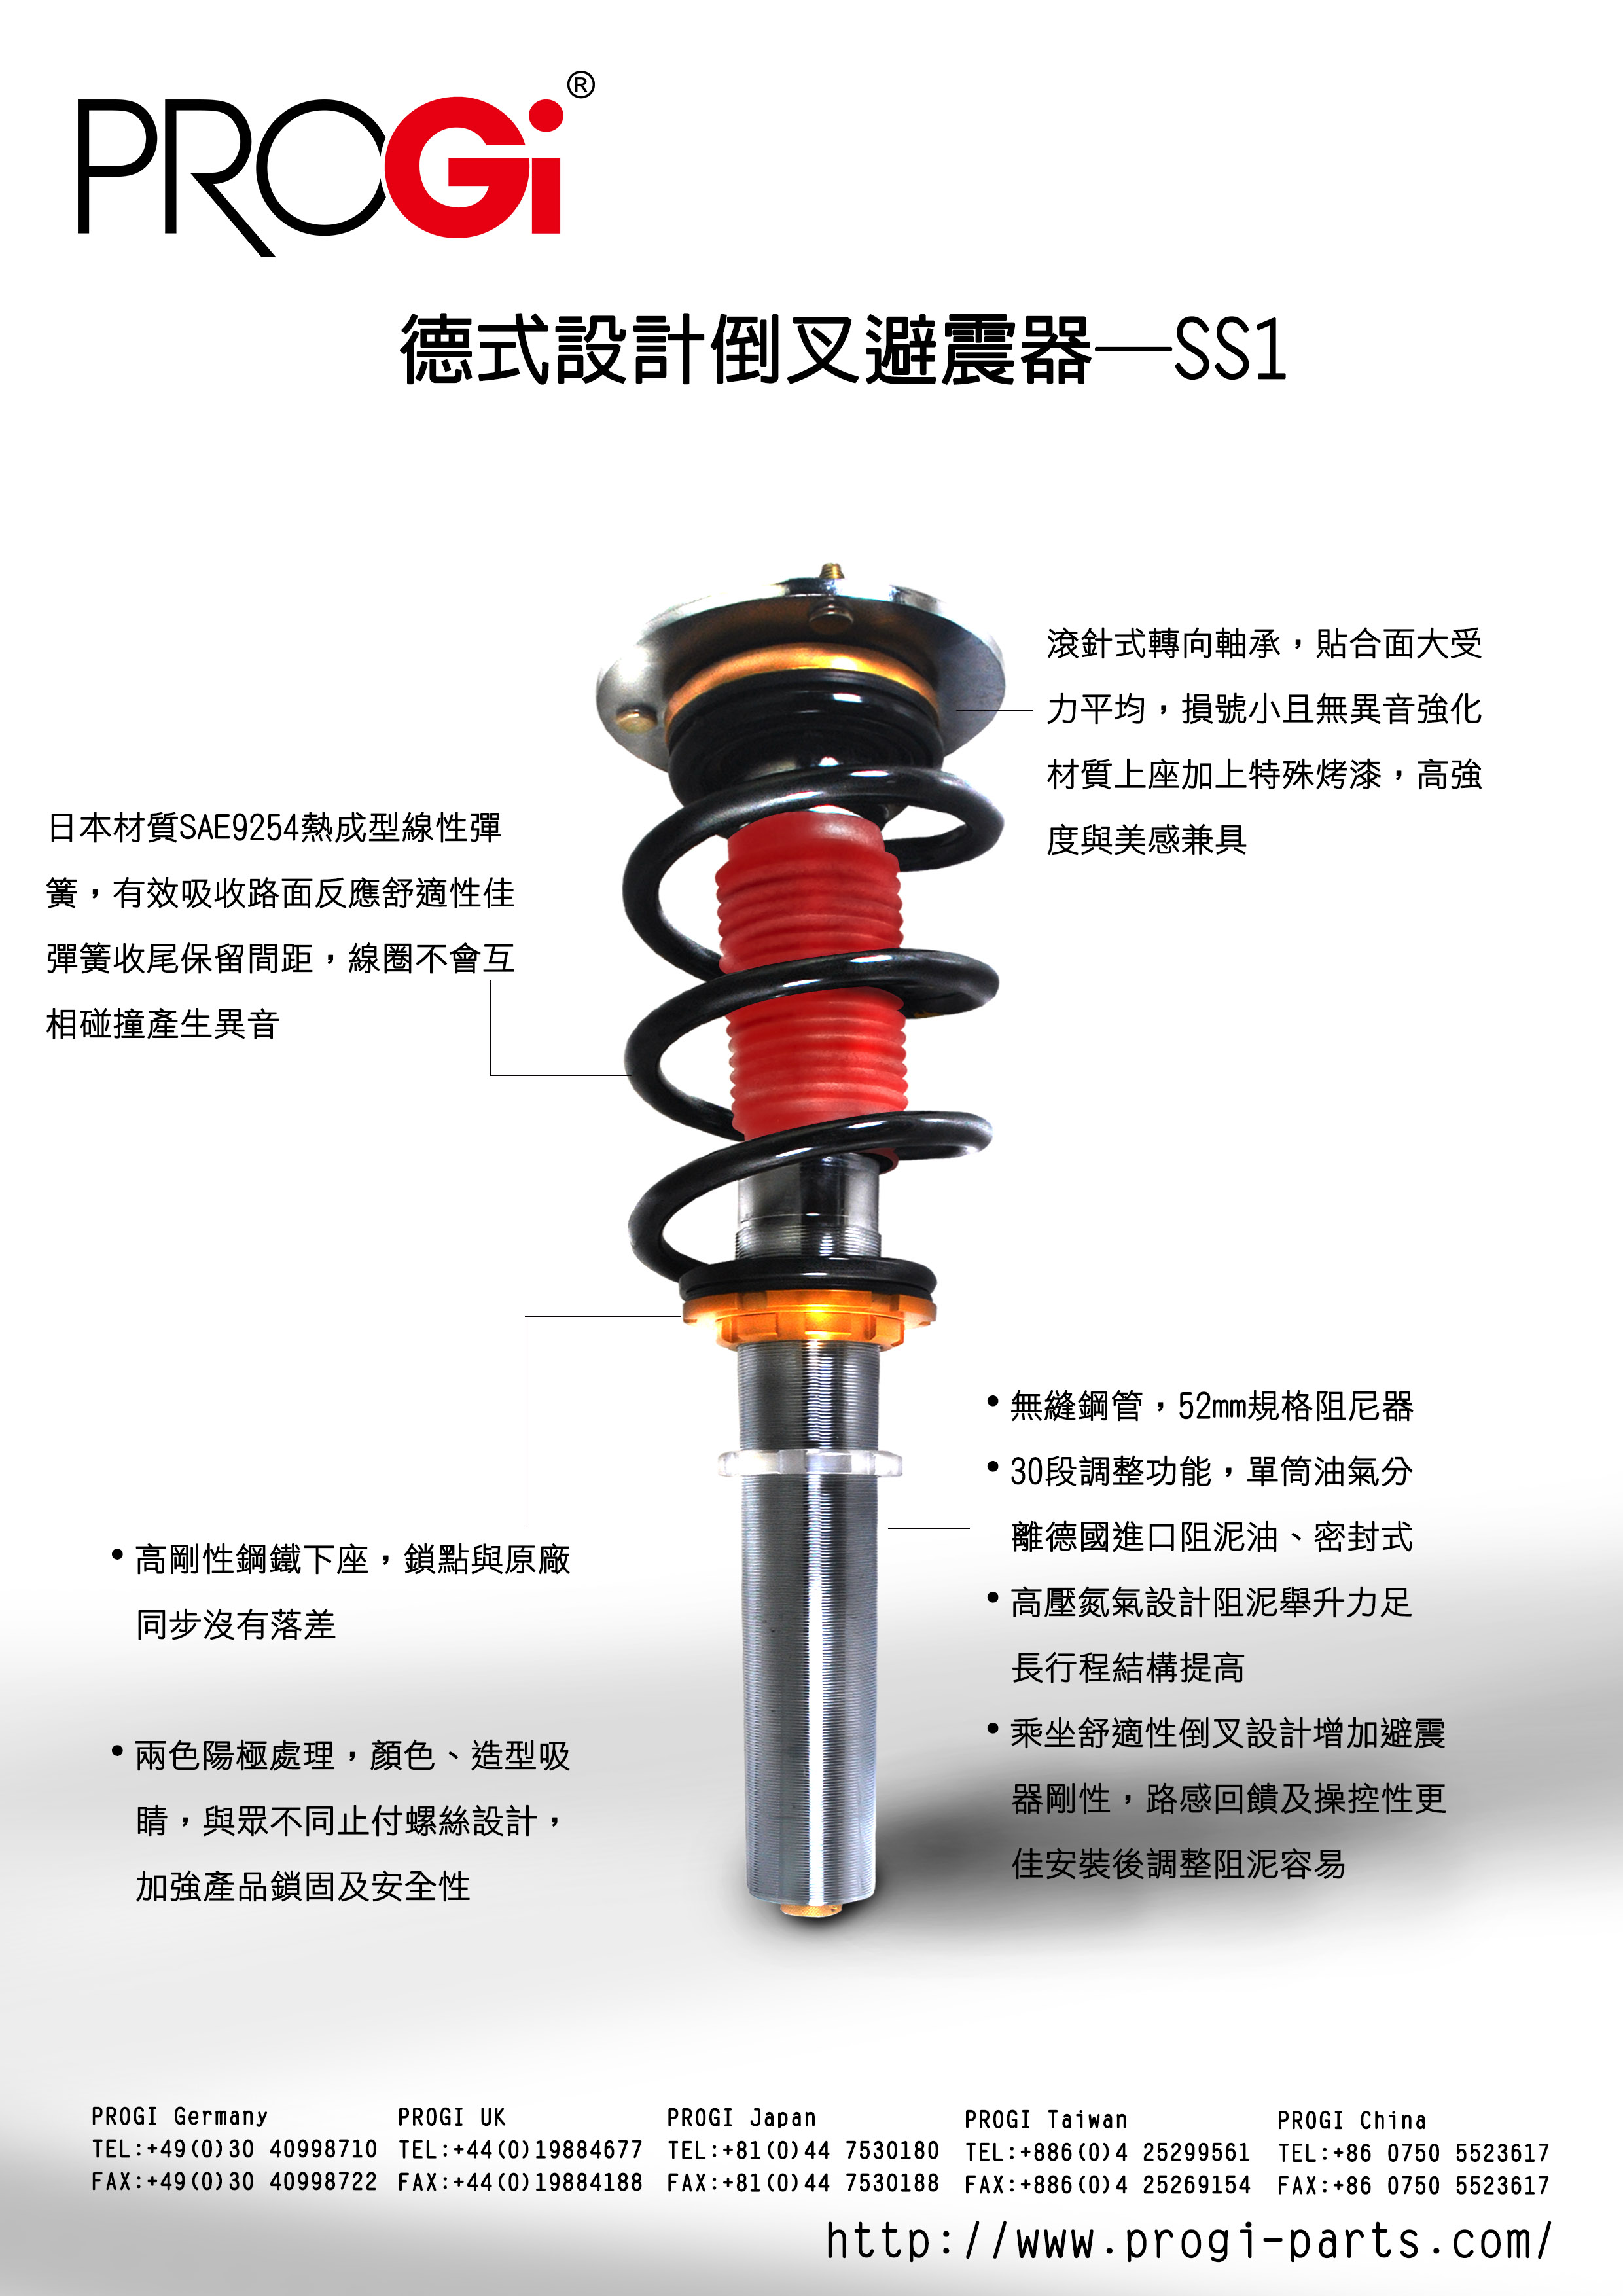 PROGi®
德式設計倒叉避震器—SS1
滾針式轉向軸承，貼合面大受
力平均，損號小且無異音強化
材質上座加上特殊烤漆，高強
度與美感兼具
日本材質SAE9254熱成型線性彈
簧，有效吸收路面反應舒適性佳
彈簧收尾保留間距，線圈不會互
相碰撞產生異音
•無縫鋼管，52mm規格阻尼器
•30段調整功能，單筒油氣分
離德國進口阻泥油、密封式
•高壓氮氣設計阻泥舉升力足
長行程結構提高
•乘坐舒適性倒叉設計增加避震
器剛性，路感回饋及操控性更
佳安裝後調整阻泥容易
•高剛性鋼鐵下座，鎖點與原廠
同步沒有落差
•兩色陽極處理，顏色、造型吸
睛，與眾不同止付螺絲設計，
加強產品鎖固及安全性
PROGI Germany
TEL:+49(0)30 40998710
FAX:+49(0)30 40998722
PROGI UK
TEL:+44(0)19884677
FAX:+44(0)19884188
PROGI Japan
TEL:+81(0)44 7530180
FAX:+81(0)44 7530188
PROGI Taiwan
TEL:+886(0)4 25299561
FAX:+886(0)4 25269154
PROGI China
TEL:+86 0750 5523617
FAX:+86 0750 5523617
http://www.progi-parts.com/